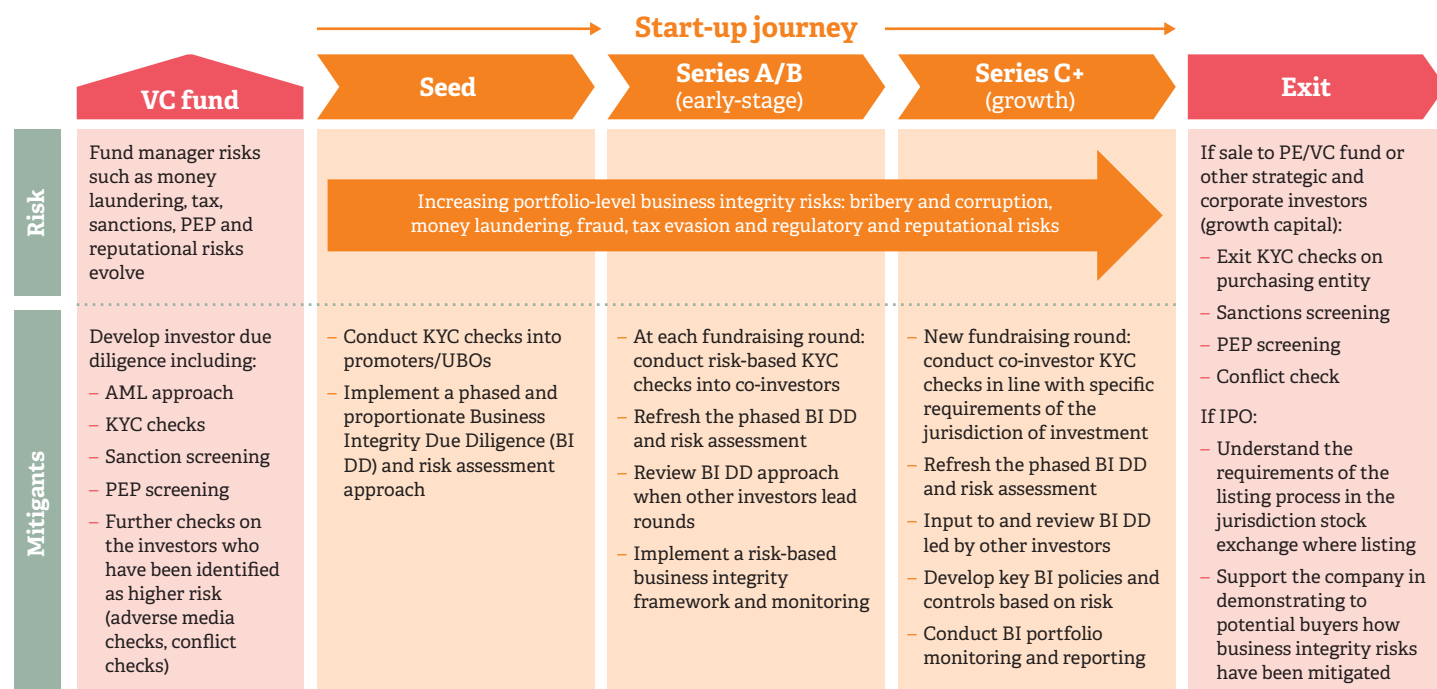 Start-up journey
VC fund
Seed
Series A/B
(early-stage)
Series C+
(growth)
Exit
Risk
Fund manager risks
such as money
laundering, tax,
sanctions, PEP and
reputational risks
evolve
Increasing portfolio-level business integrity risks: bribery and corruption,
money laundering, fraud, tax evasion and regulatory and reputational risks
If sale to PE/VC fund or
other strategic and
corporate investors
(growth capital):
– Exit KYC checks on
purchasing entity
– Sanctions screening
– PEP screening
– Conflict check
If IPO:
– Understand the
requirements of the
listing process in the
jurisdiction stock
exchange where listing
– Support the company in
demonstrating to
potential buyers how
business integrity risks
have been mitigated
Mitigants
Develop investor due
diligence including:
– AML approach
– KYC checks
– Sanction screening
– PEP screening
– Further checks on
the investors who
have been identified
as higher risk
(adverse media
checks, conflict
checks)
– Conduct KYC checks into
promoters/UBOs
– Implement a phased and
proportionate Business
Integrity Due Diligence (BI
DD) and risk assessment
approach
– At each fundraising round:
conduct risk-based KYC
checks into co-investors
– Refresh the phased BI DD
and risk assessment
– Review BI DD approach
when other investors lead
rounds
– Implement a risk-based
business integrity
framework and monitoring
– New fundraising round:
conduct co-investor KYC
checks in line with specific
requirements of the
jurisdiction of investment
– Refresh the phased BI DD
and risk assessment
– Input to and review BI DD
led by other investors
– Develop key BI policies and
controls based on risk
– Conduct BI portfolio
monitoring and reporting